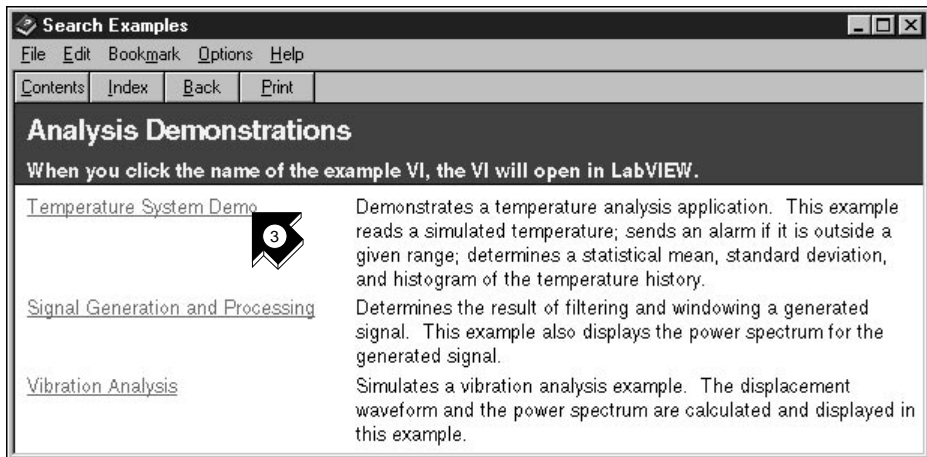 Search Examples
File Edit Bookmark Options Help
Contents Index Back Print
Analysis Demonstrations
When you click the name of the example VI, the VI will open in LabVIEW.
Temperature System Demo
3
Demonstrates a temperature analysis application. This example
reads a simulated temperature; sends an alarm if it is outside a
given range; determines a statistical mean, standard deviation,
and histogram of the temperature history.
Signal Generation and Processing
Determines the result of filtering and windowing a generated
signal. This example also displays the power spectrum for the
generated signal.
Vibration Analysis
Simulates a vibration analysis example. The displacement
waveform and the power spectrum are calculated and displayed in
this example.